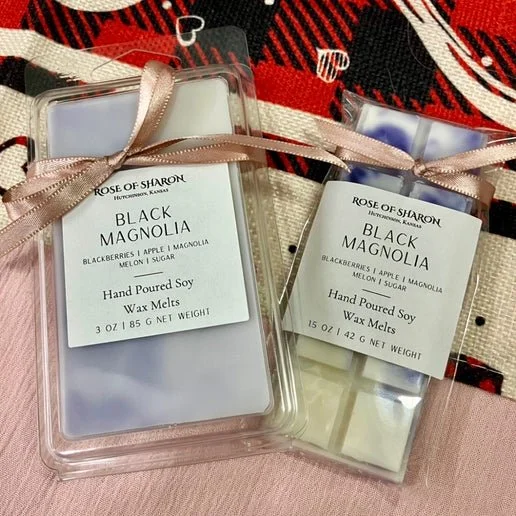 ROSE OF SHARON
HUTCHINSON, KANSAS
BLACK
MAGNOLIA
BLACKBERRIES | APPLE | MAGNOLIA
MELON | SUGAR
Hand Poured Soy
Wax Melts
3 OZ | 85 G NET WEIGHT
ROSE OF SHARON
HUTCHINSON, KANSAS
BLACK
MAGNOLIA
BLACKBERRIES | APPLE | MAGNOLIA
MELON | SUGAR
Hand Poured Soy
Wax Melts
15 OZ | 42 G NET WEIGHT